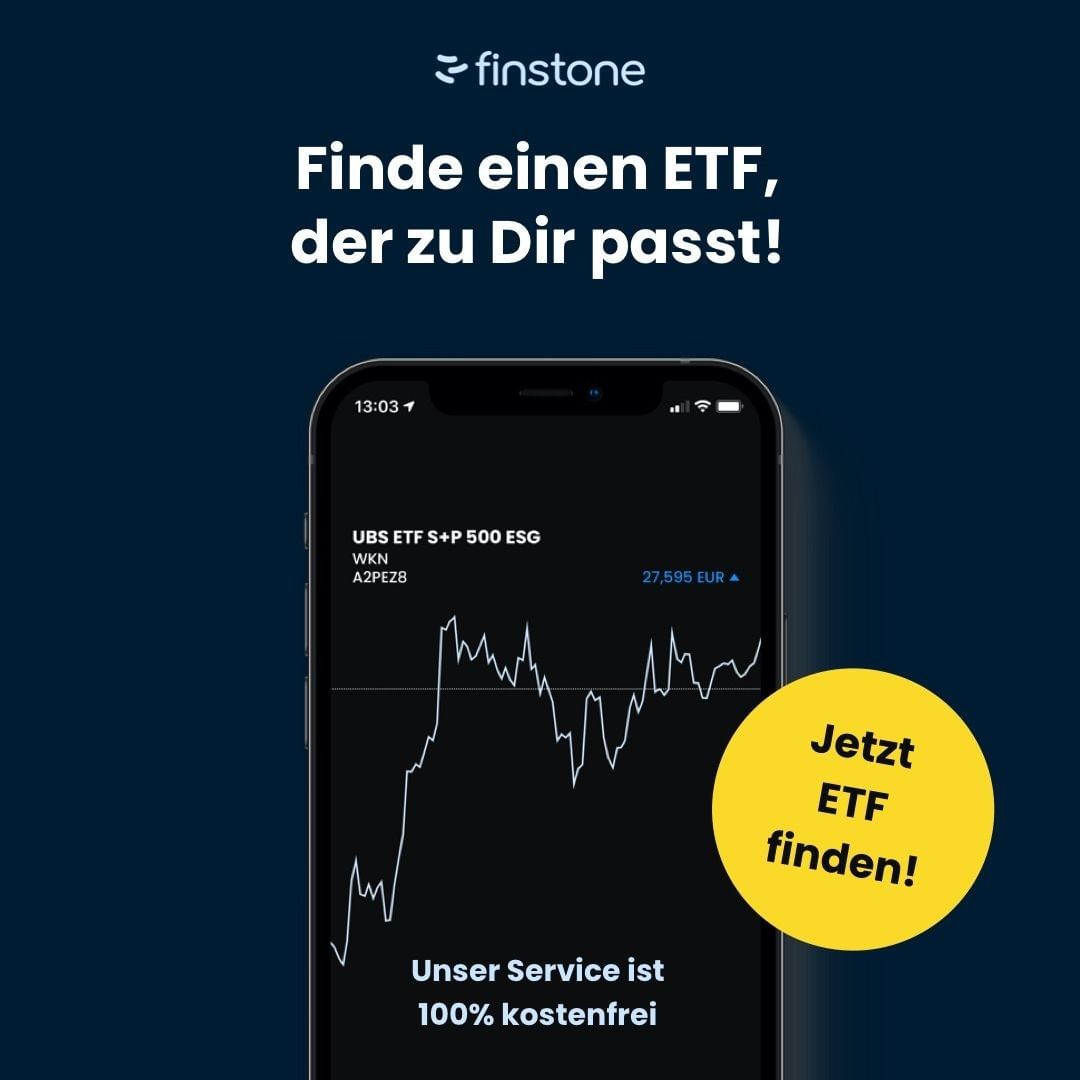 finstone
Finde einen ETF,
der zu Dir passt!
13:03
UBS ETF S+P 500 ESG
WKN
A2PEZ8
27,595 EUR ▲
Jetzt
ETF
finden!
Unser Service ist
100% kostenfrei